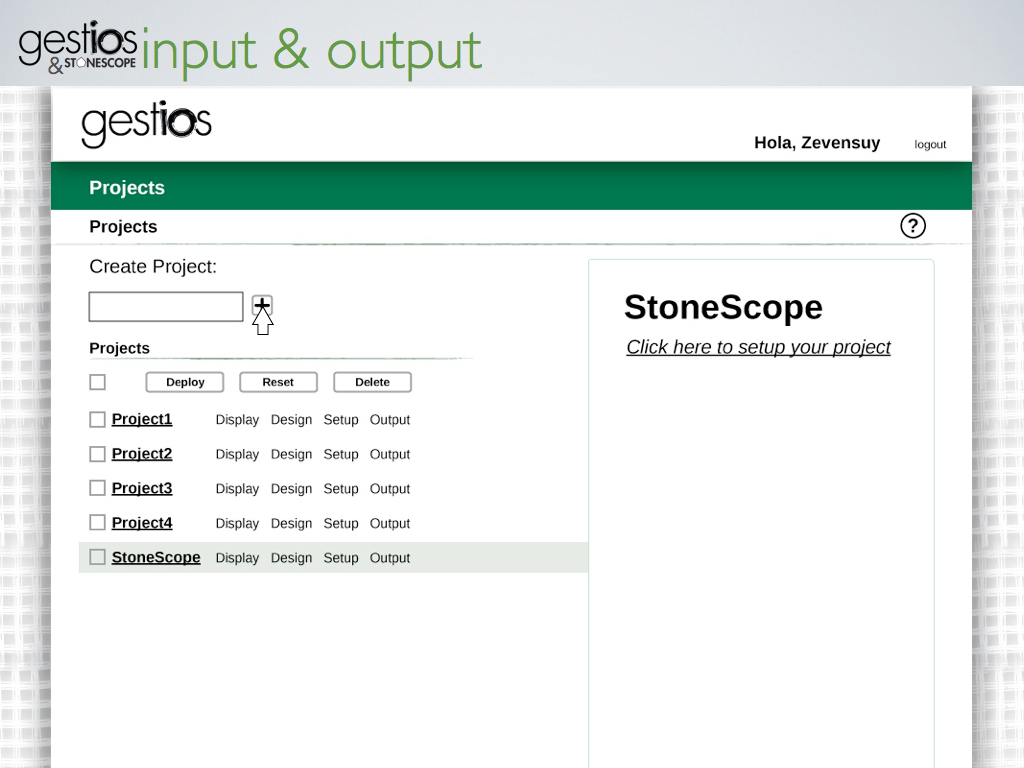 gestios
& STONESCOPE
input & output
gestios
Hola, Zevensuy
logout
Projects
Projects
?
Create Project:
+
Projects
Deploy Reset Delete
Project1 Display Design Setup Output
Project2 Display Design Setup Output
Project3 Display Design Setup Output
Project4 Display Design Setup Output
StoneScope Display Design Setup Output
StoneScope
Click here to setup your project